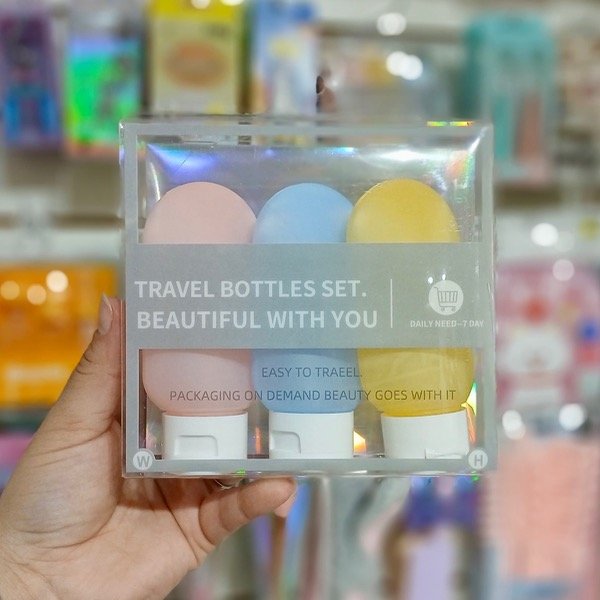 TRAVEL BOTTLES SET.
BEAUTIFUL WITH YOU
DAILY NEED-7 DAY
EASY TO TRAEEL.
PACKAGING ON DEMAND BEAUTY GOES WITH IT
W
H